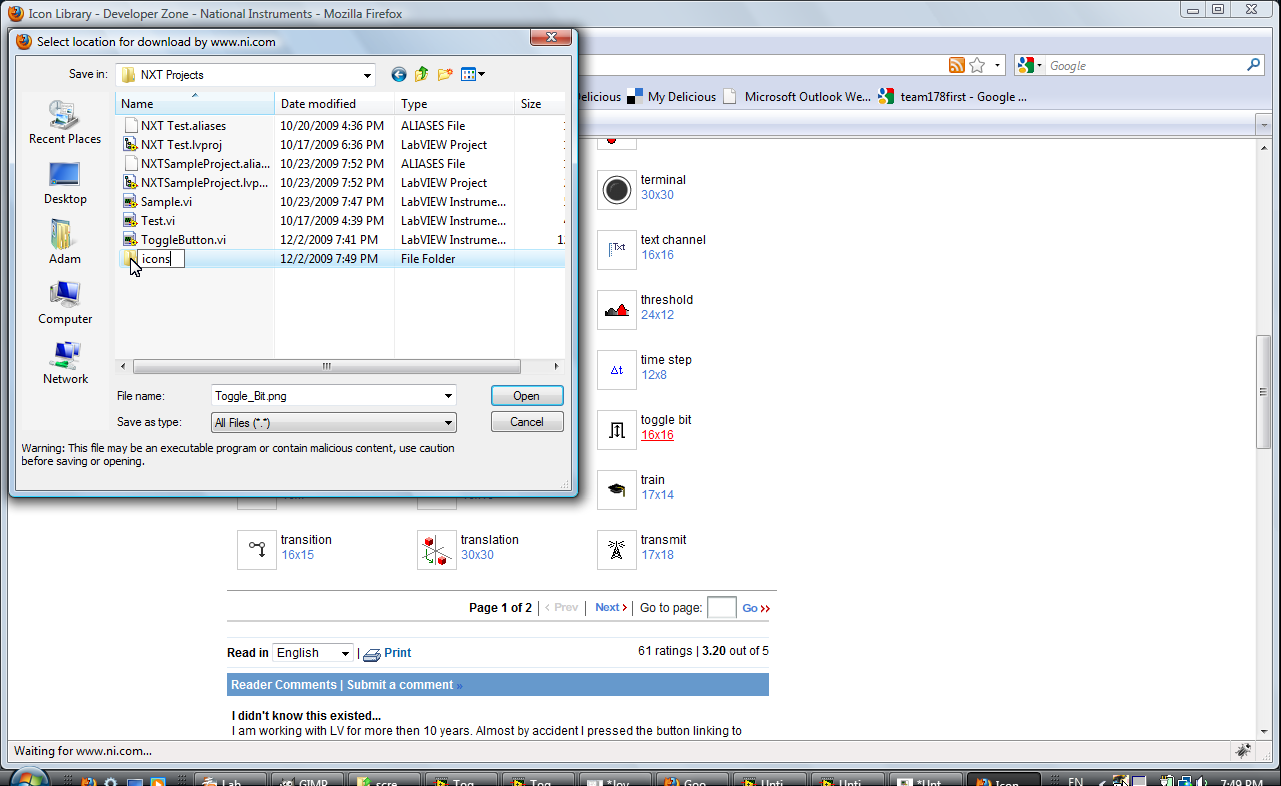 Icon Library - Developer Zone - National Instruments - Mozilla Firefox
Select location for download by www.ni.com
Save in:
NXT Projects
Name
Date modified
Type
Size
NXT Test.aliases
10/20/2009 4:36 PM
ALIASES File
NXT Test.lvproj
10/17/2009 6:36 PM
LabVIEW Project
NXTSampleProject.alia...
10/23/2009 7:52 PM
ALIASES File
NXTSampleProject.lvp...
10/23/2009 7:52 PM
LabVIEW Project
Sample.vi
10/23/2009 7:47 PM
LabVIEW Instrume...
Test.vi
10/17/2009 4:39 PM
LabVIEW Instrume...
ToggleButton.vi
12/2/2009 7:41 PM
LabVIEW Instrume...
icons
12/2/2009 7:49 PM
File Folder
Recent Places
Desktop
Adam
Computer
Network
File name:
Toggle_Bit.png
Open
Save as type:
All Files (*.*)
Cancel
Warning: This file may be an executable program or contain malicious content, use caution
before saving or opening.
Google
elicious
My Delicious
Microsoft Outlook We...
team178first - Google ...
terminal
30x30
Txt
text channel
16x16
threshold
24x12
Δt
time step
12x8
toggle bit
16x16
train
17x14
transition
16x15
translation
30x30
transmit
17x18
Page 1 of 2 | < Prev | Next > | Go to page:
Go >>
Read in
English
| Print
61 ratings | 3.20 out of 5
Reader Comments | Submit a comment »
I didn't know this existed...
I am working with LV for more then 10 years. Almost by accident I pressed the button linking to
Waiting for www.ni.com...
Lab
GIMP
scre
Tog
Tog
*Joy
Goo
Unti
Unti
*Unt
Icon
EN
7:49 PM